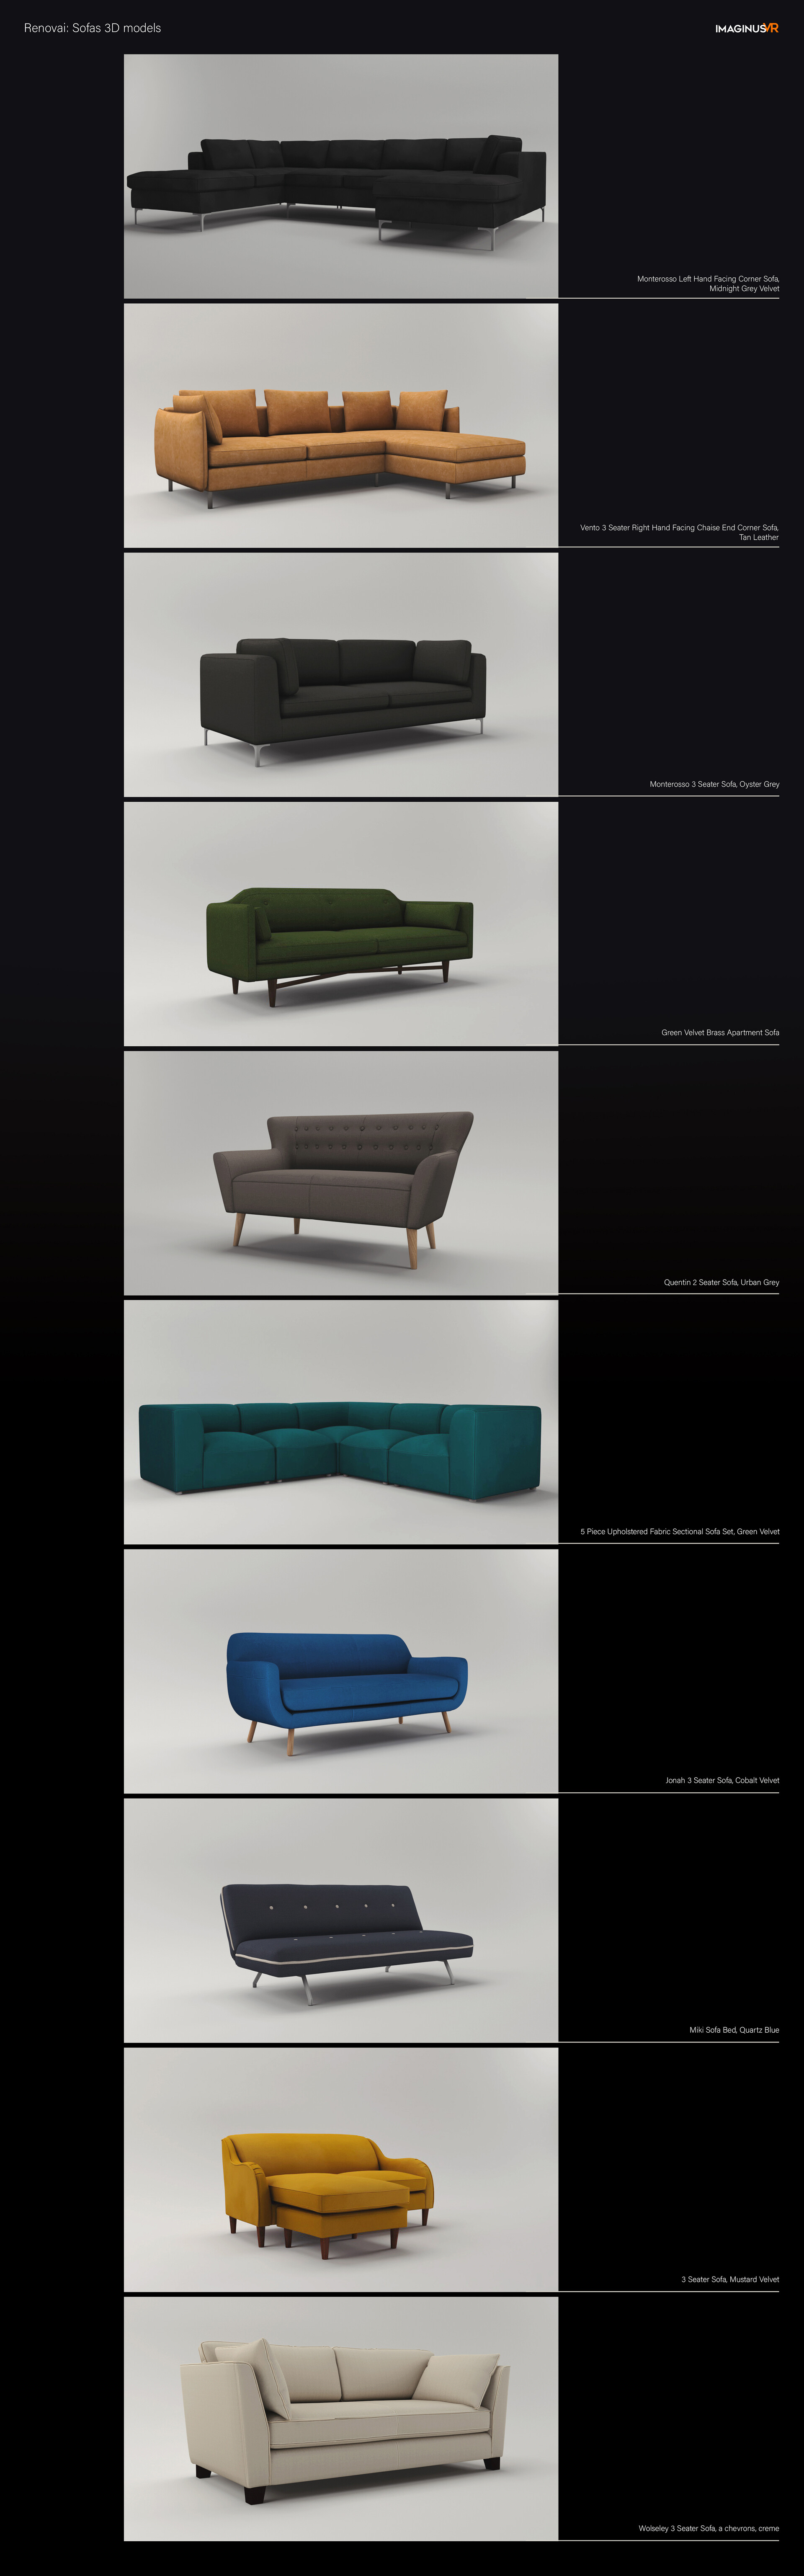 Renovai: Sofas 3D models
IMAGINUSVR
Monterosso Left Hand Facing Corner Sofa,
Midnight Grey Velvet
Vento 3 Seater Right Hand Facing Chaise End Corner Sofa,
Tan Leather
Monterosso 3 Seater Sofa, Oyster Grey
Green Velvet Brass Apartment Sofa
Quentin 2 Seater Sofa, Urban Grey
5 Piece Upholstered Fabric Sectional Sofa Set, Green Velvet
Jonah 3 Seater Sofa, Cobalt Velvet
Miki Sofa Bed, Quartz Blue
3 Seater Sofa, Mustard Velvet
Wolseley 3 Seater Sofa, a chevrons, creme